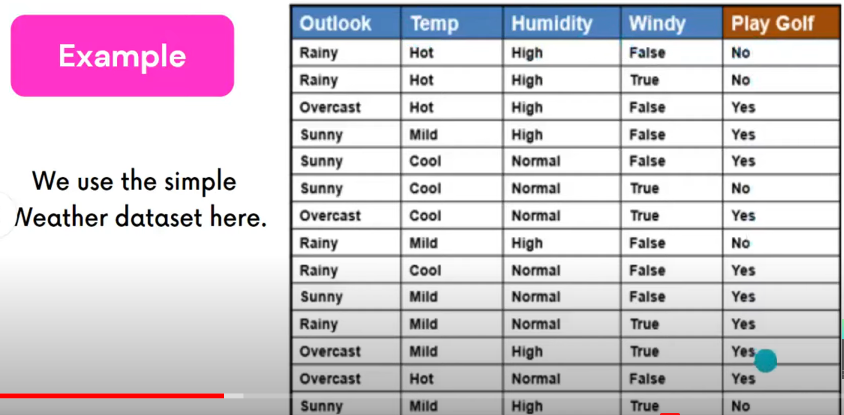 Example
We use the simple
Weather dataset here.
Outlook Temp Humidity Windy Play Golf
Rainy Hot High False No
Rainy Hot High True No
Overcast Hot High False Yes
Sunny Mild High False Yes
Sunny Cool Normal False Yes
Sunny Cool Normal True No
Overcast Cool Normal True Yes
Rainy Mild High False No
Rainy Cool Normal False Yes
Sunny Mild Normal False Yes
Rainy Mild Normal True Yes
Overcast Mild High True Yes
Overcast Hot Normal False Yes
Sunny Mild High True No